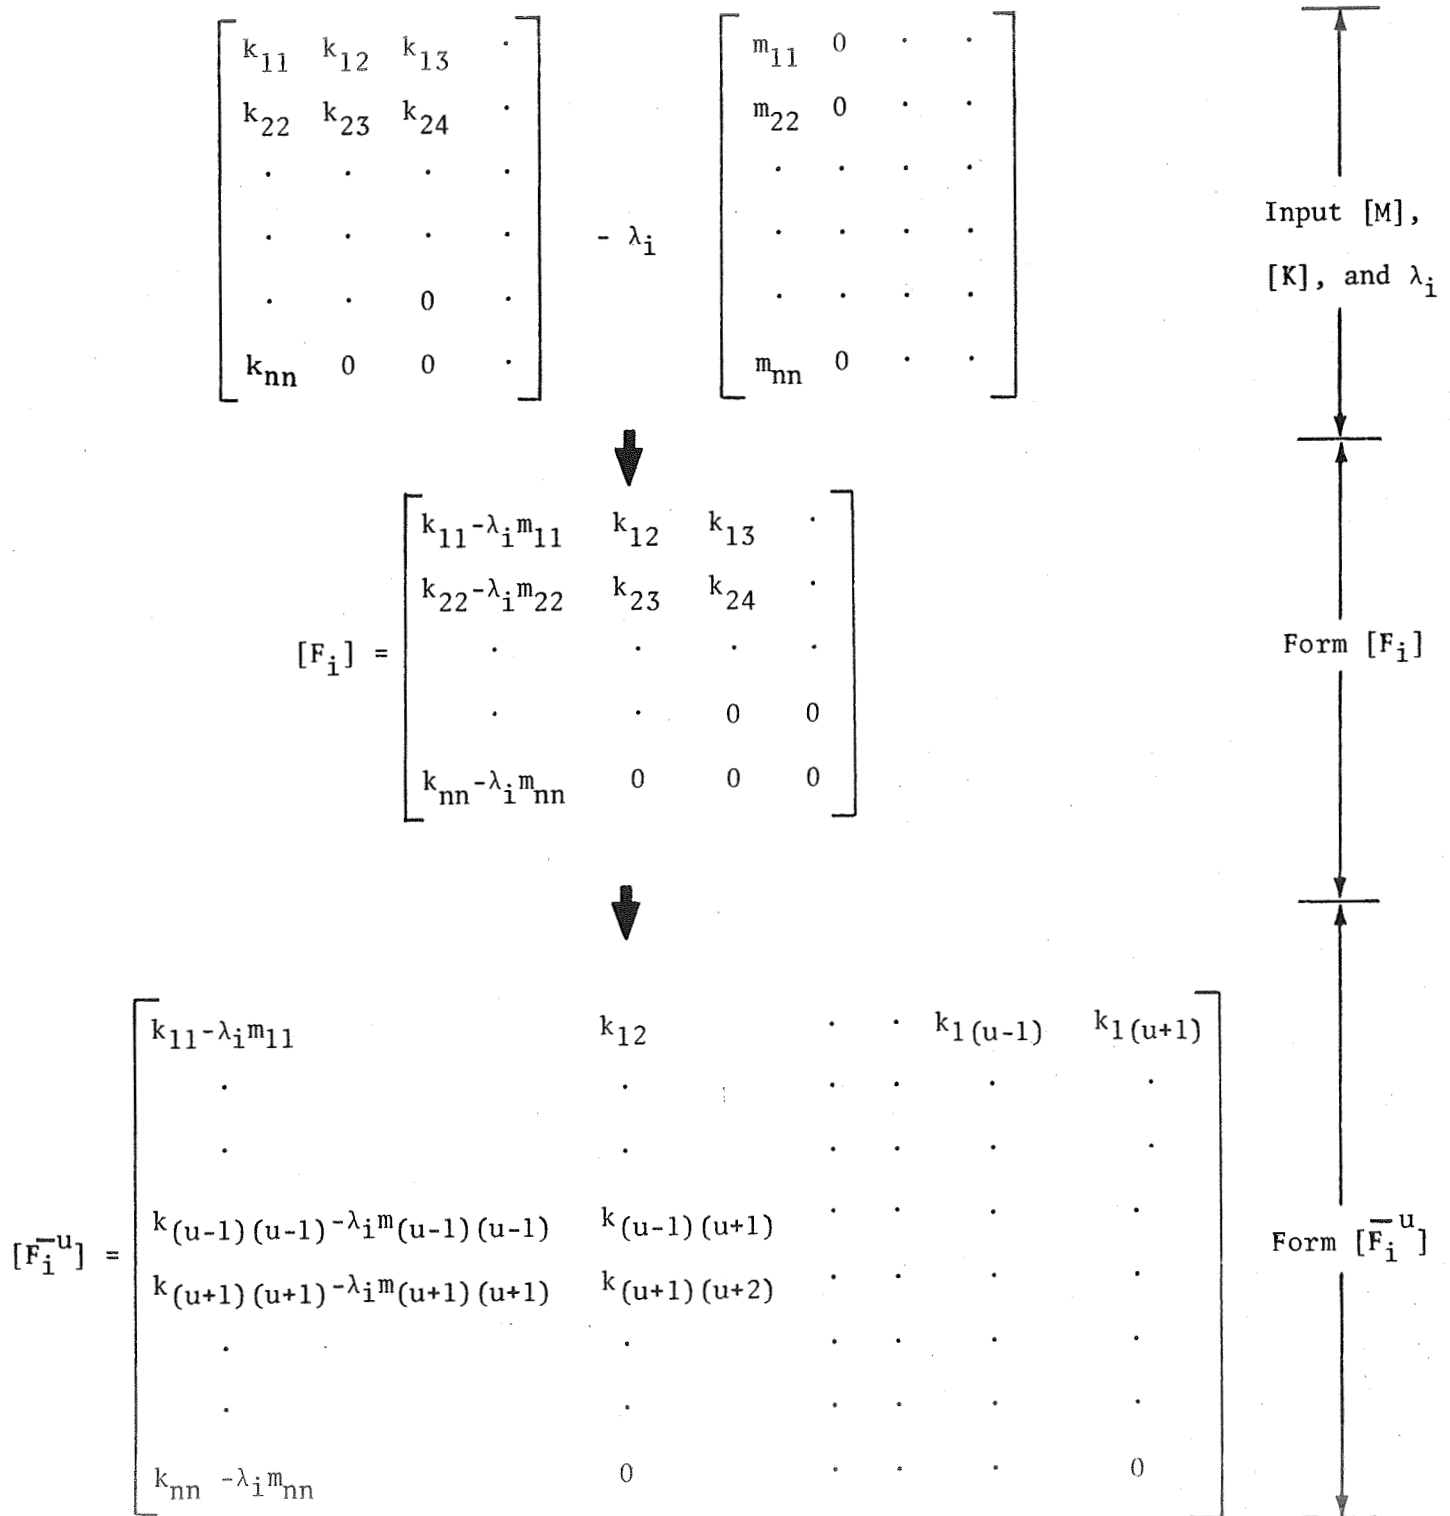 k11 k12 k13 · m11 0 · ·
k22 k23 k24 · m22 0 · ·
· · · · · · · ·
Input [M],
· · · · - λi · · · ·
[K], and λi
· · 0 · · · · ·
knn 0 0 · mnn 0 · ·
k11-λim11 k12 k13 ·
k22-λim22 k23 k24 ·
[Fi] = · · · · Form [Fi]
· · 0 0
knn-λimnn 0 0 0
k11-λim11 k12 · · k1(u-1) k1(u+1)
· · · · · ·
· · · · · ·
k(u-1)(u-1)-λim(u-1)(u-1) k(u-1)(u+1) · · · ·
[F̅iu] = Form [F̅iu]
k(u+1)(u+1)-λim(u+1)(u+1) k(u+1)(u+2) · · · ·
· · · · · ·
· · · · · ·
knn -λimnn 0 · · · 0